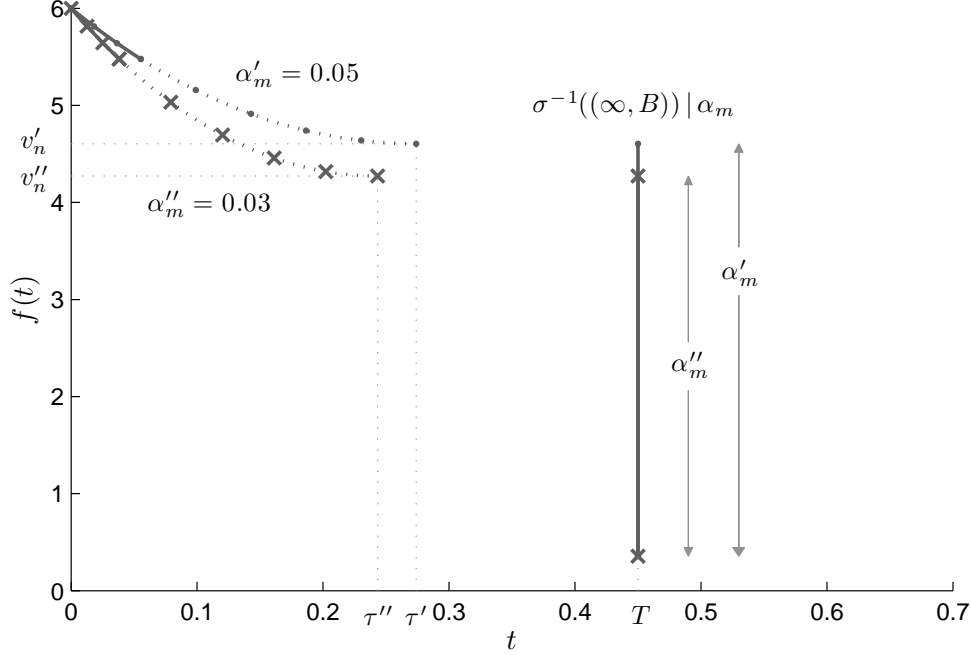 6
α′ₘ = 0.05
σ⁻¹((∞, B)) | αₘ
5
v′ₙ
v″ₙ
4
α″ₘ = 0.03
α′ₘ
f(t)
3
α″ₘ
2
1
0
0 0.1 0.2 τ″ τ′ 0.3 0.4 T 0.5 0.6 0.7
t